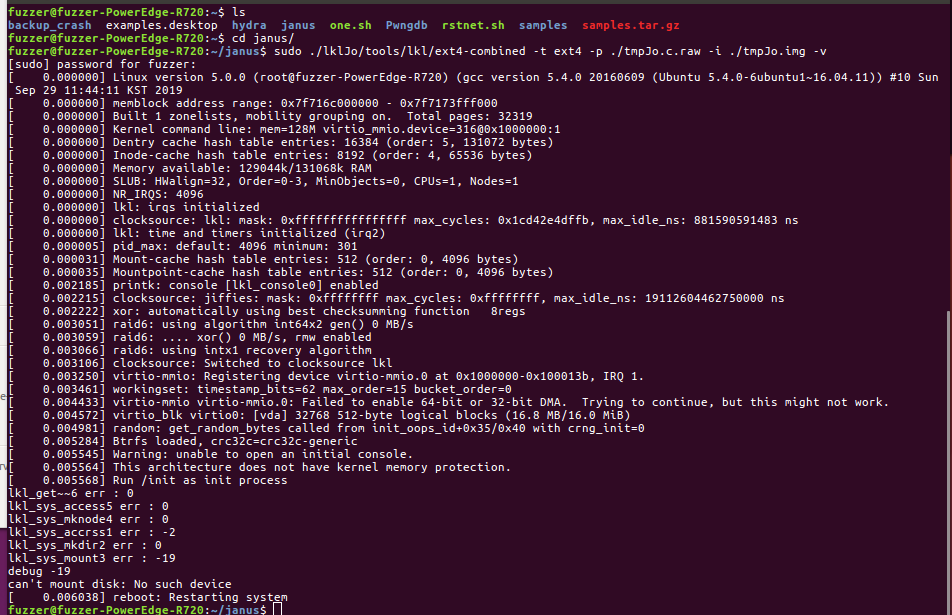 fuzzer@fuzzer-PowerEdge-R720:~$ ls
backup_crash  examples.desktop  hydra  janus  one.sh  Pwngdb  rstnet.sh  samples  samples.tar.gz
fuzzer@fuzzer-PowerEdge-R720:~$ cd janus/
fuzzer@fuzzer-PowerEdge-R720:~/janus$ sudo ./lklJo/tools/lkl/ext4-combined -t ext4 -p ./tmpJo.c.raw -i ./tmpJo.img -v
[sudo] password for fuzzer:
[    0.000000] Linux version 5.0.0 (root@fuzzer-PowerEdge-R720) (gcc version 5.4.0 20160609 (Ubuntu 5.4.0-6ubuntu1~16.04.11)) #10 Sun
 Sep 29 11:44:11 KST 2019
[    0.000000] memblock address range: 0x7f716c000000 - 0x7f7173fff000
[    0.000000] Built 1 zonelists, mobility grouping on.  Total pages: 32319
[    0.000000] Kernel command line: mem=128M virtio_mmio.device=316@0x1000000:1
[    0.000000] Dentry cache hash table entries: 16384 (order: 5, 131072 bytes)
[    0.000000] Inode-cache hash table entries: 8192 (order: 4, 65536 bytes)
[    0.000000] Memory available: 129044k/131068k RAM
[    0.000000] SLUB: HWalign=32, Order=0-3, MinObjects=0, CPUs=1, Nodes=1
[    0.000000] NR_IRQS: 4096
[    0.000000] lkl: irqs initialized
[    0.000000] clocksource: lkl: mask: 0xffffffffffffffff max_cycles: 0x1cd42e4dffb, max_idle_ns: 881590591483 ns
[    0.000000] lkl: time and timers initialized (irq2)
[    0.000005] pid_max: default: 4096 minimum: 301
[    0.000031] Mount-cache hash table entries: 512 (order: 0, 4096 bytes)
[    0.000035] Mountpoint-cache hash table entries: 512 (order: 0, 4096 bytes)
[    0.002185] printk: console [lkl_console0] enabled
[    0.002215] clocksource: jiffies: mask: 0xffffffff max_cycles: 0xffffffff, max_idle_ns: 19112604462750000 ns
[    0.002222] xor: automatically using best checksumming function   8regs
[    0.003051] raid6: using algorithm int64x2 gen() 0 MB/s
[    0.003059] raid6: .... xor() 0 MB/s, rmw enabled
[    0.003066] raid6: using intx1 recovery algorithm
[    0.003106] clocksource: Switched to clocksource lkl
[    0.003250] virtio-mmio: Registering device virtio-mmio.0 at 0x1000000-0x100013b, IRQ 1.
[    0.003461] workingset: timestamp_bits=62 max_order=15 bucket_order=0
[    0.004433] virtio-mmio virtio-mmio.0: Failed to enable 64-bit or 32-bit DMA.  Trying to continue, but this might not work.
[    0.004572] virtio_blk virtio0: [vda] 32768 512-byte logical blocks (16.8 MB/16.0 MiB)
[    0.004981] random: get_random_bytes called from init_oops_id+0x35/0x40 with crng_init=0
[    0.005284] Btrfs loaded, crc32c=crc32c-generic
[    0.005545] Warning: unable to open an initial console.
[    0.005564] This architecture does not have kernel memory protection.
[    0.005568] Run /init as init process
lkl_get~~6 err : 0
lkl_sys_access5 err : 0
lkl_sys_mknode4 err : 0
lkl_sys_accrss1 err : -2
lkl_sys_mkdir2 err : 0
lkl_sys_mount3 err : -19
debug -19
can't mount disk: No such device
[    0.006038] reboot: Restarting system
fuzzer@fuzzer-PowerEdge-R720:~/janus$